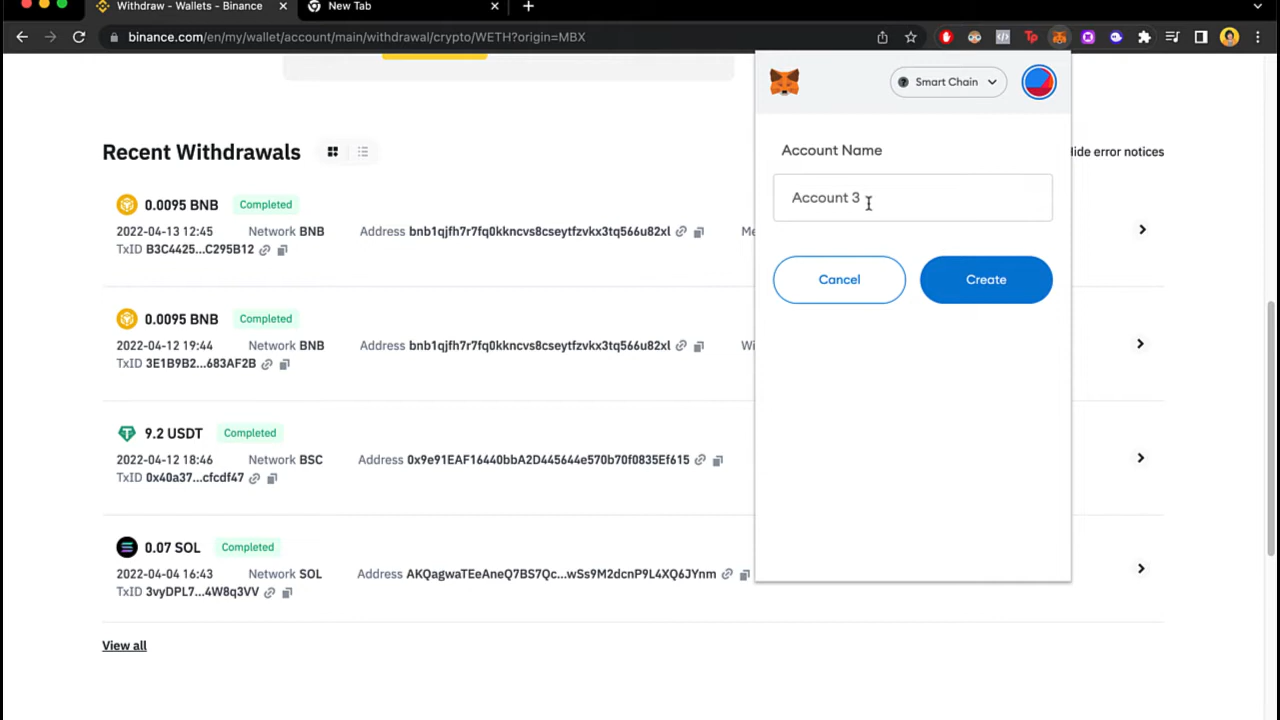 Withdraw - Wallets - Binance
New Tab
binance.com/en/my/wallet/account/main/withdrawal/crypto/WETH?origin=MBX
Tp
Smart Chain
Account Name
Account 3
Cancel
Create
Recent Withdrawals
ide error notices
0.0095 BNB
Completed
2022-04-13 12:45
Network BNB
Address bnb1qjfh7r7fq0kkncvs8cseytfzvkx3tq566u82xl
Me
TxID B3C4425...C295B12
0.0095 BNB
Completed
2022-04-12 19:44
Network BNB
Address bnb1qjfh7r7fq0kkncvs8cseytfzvkx3tq566u82xl
Wi
TxID 3E1B9B2...683AF2B
9.2 USDT
Completed
2022-04-12 18:46
Network BSC
Address 0x9e91EAF16440bbA2D445644e570b70f0835Ef615
TxID 0x40a37...cfcdf47
0.07 SOL
Completed
2022-04-04 16:43
Network SOL
Address AKQagwaTEeAneQ7BS7Qc...wSs9M2dcnP9L4XQ6JYnm
TxID 3vyDPL7...4W8q3VV
View all